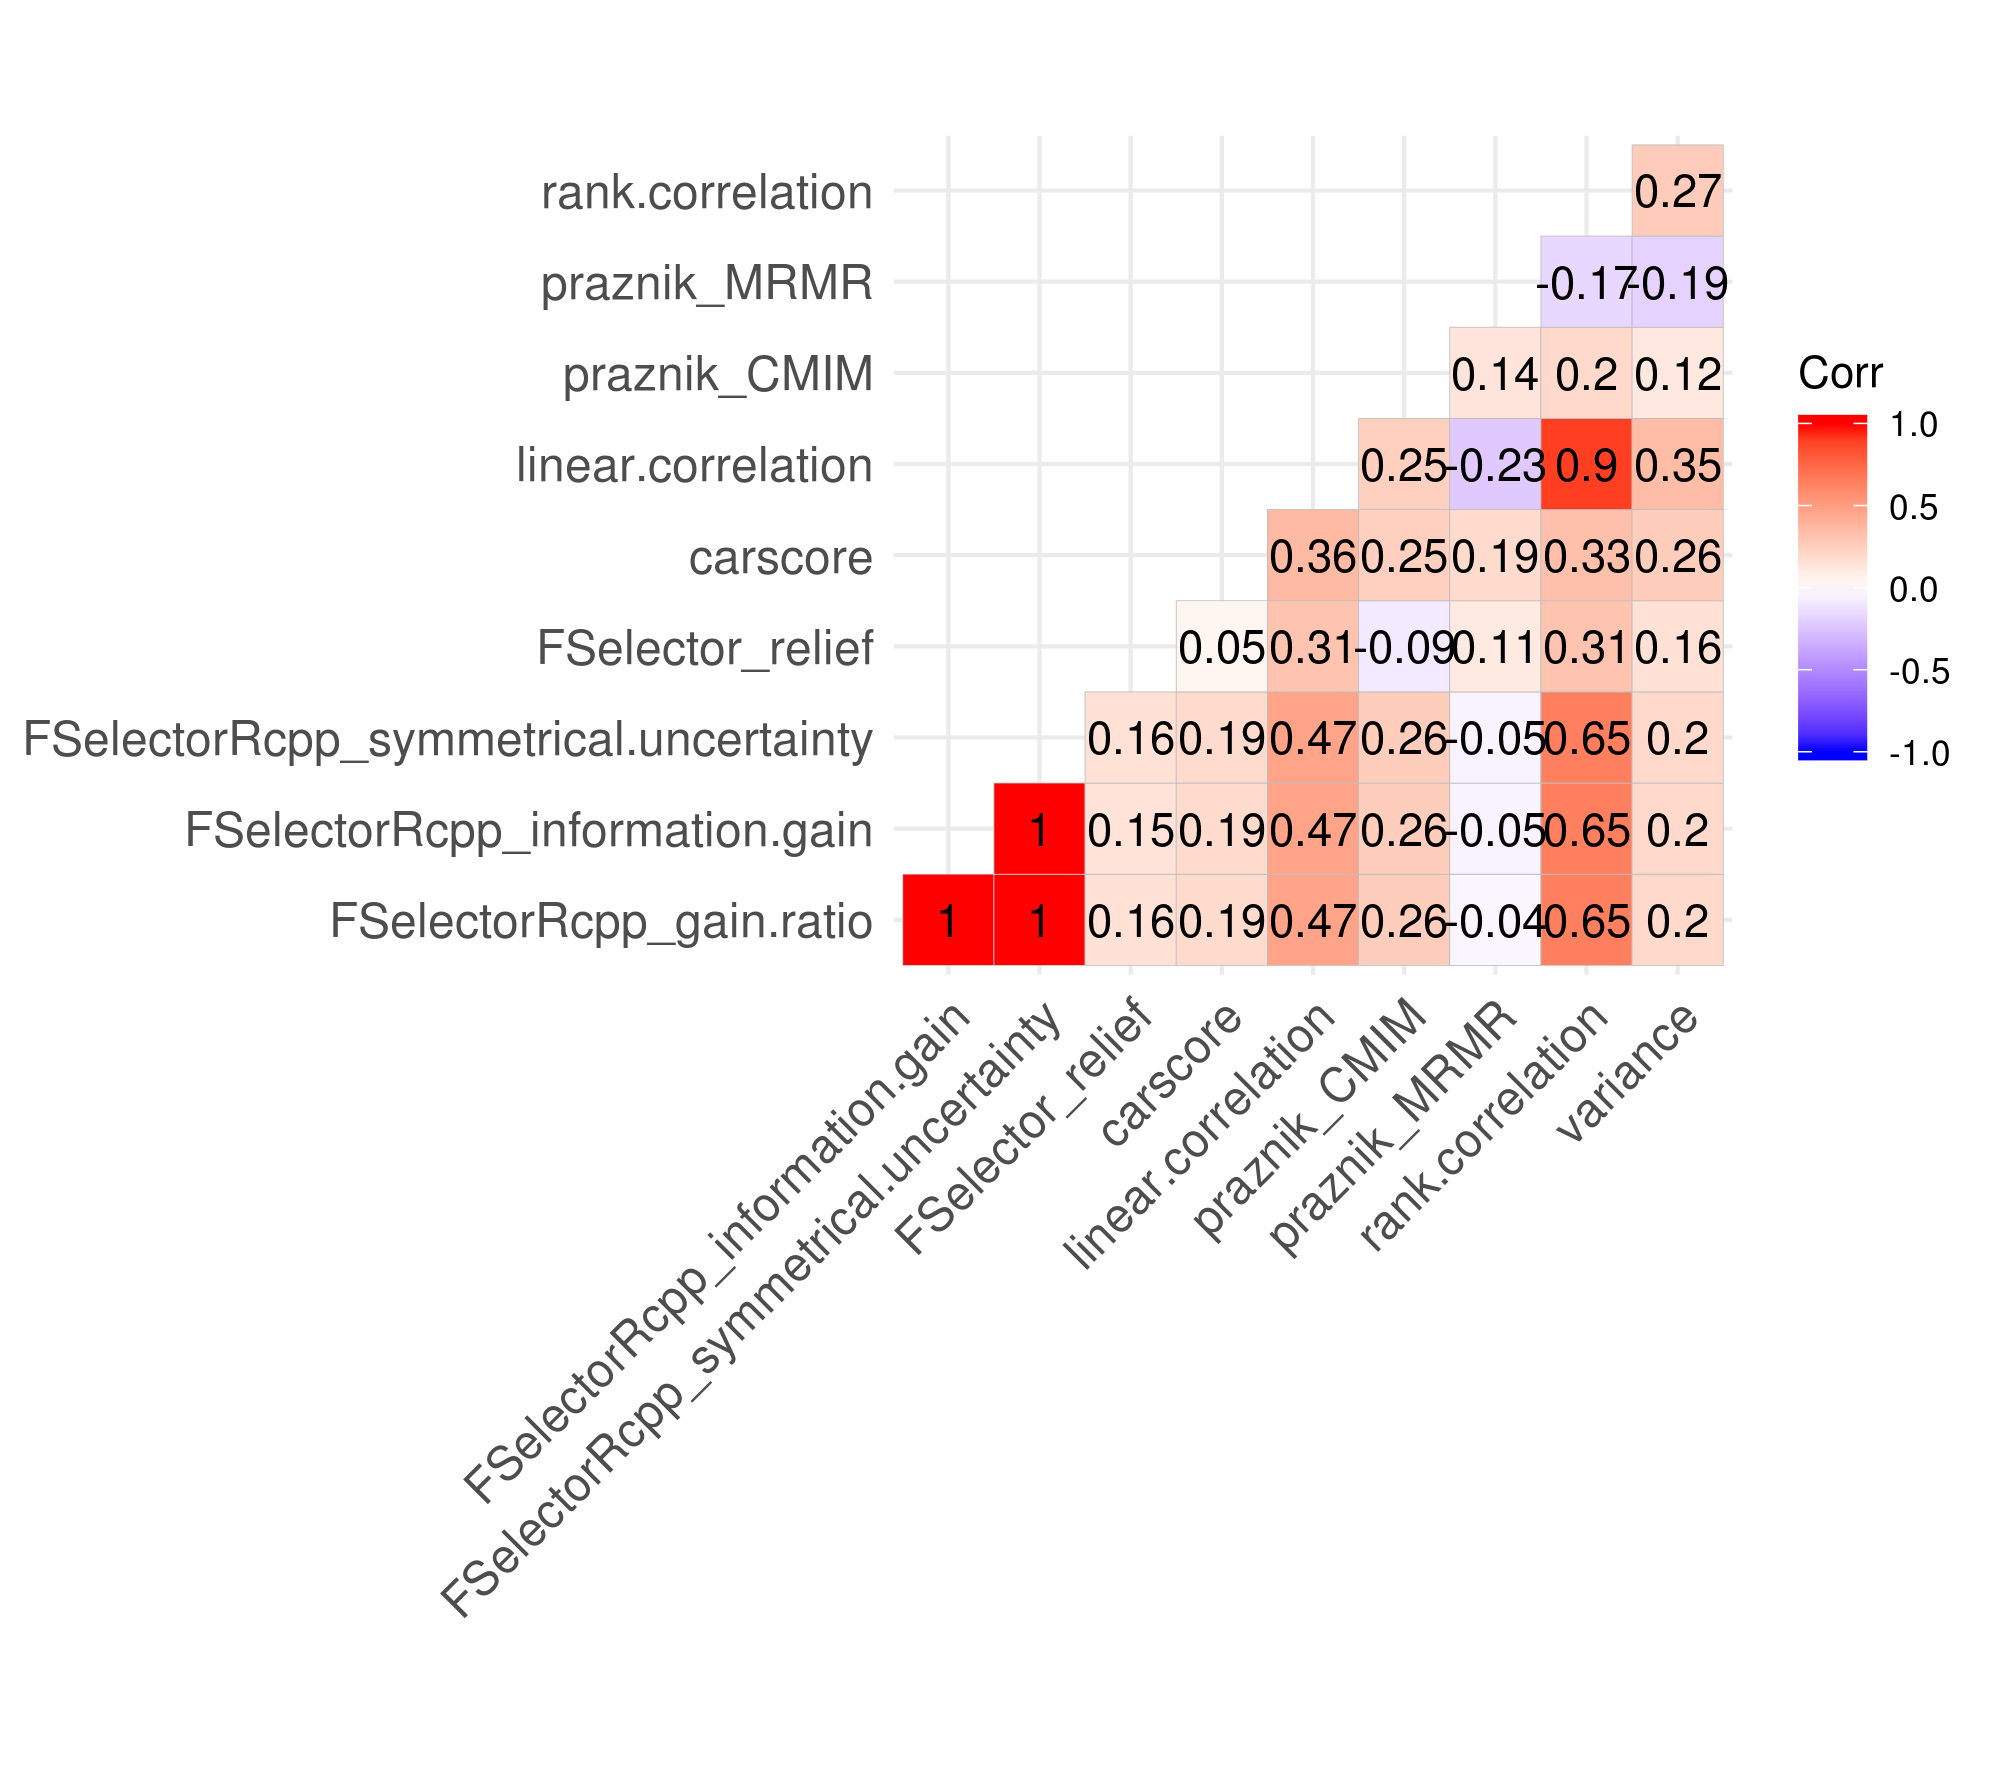 rank.correlation 0.27
praznik_MRMR -0.17 -0.19
praznik_CMIM 0.14 0.2 0.12
linear.correlation 0.25 -0.23 0.9 0.35
carscore 0.36 0.25 0.19 0.33 0.26
FSelector_relief 0.05 0.31 -0.09 0.11 0.31 0.16
FSelectorRcpp_symmetrical.uncertainty 0.16 0.19 0.47 0.26 -0.05 0.65 0.2
FSelectorRcpp_information.gain 1 0.15 0.19 0.47 0.26 -0.05 0.65 0.2
FSelectorRcpp_gain.ratio 1 1 0.16 0.19 0.47 0.26 -0.04 0.65 0.2
FSelectorRcpp_information.gain
FSelectorRcpp_symmetrical.uncertainty
FSelector_relief
carscore
linear.correlation
praznik_CMIM
praznik_MRMR
rank.correlation
variance
Corr
1.0
0.5
0.0
-0.5
-1.0